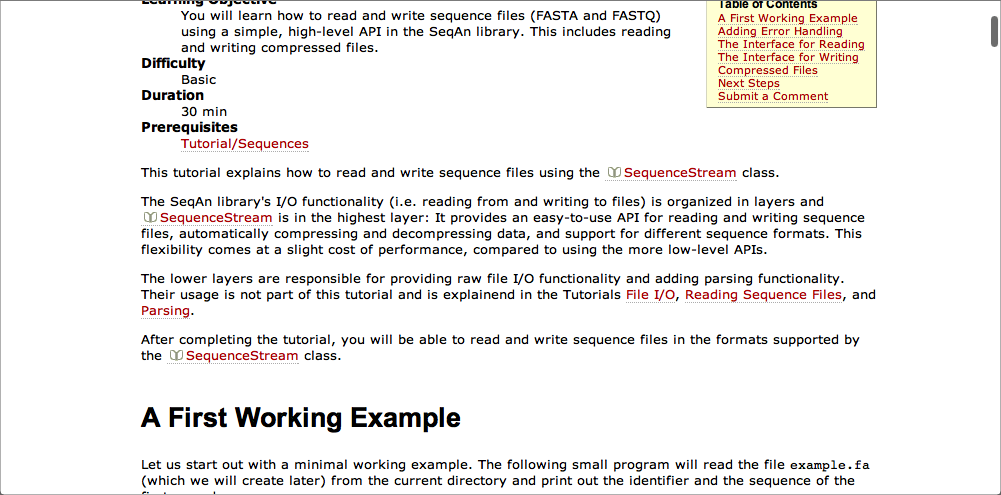 Learning Objective
You will learn how to read and write sequence files (FASTA and FASTQ)
using a simple, high-level API in the SeqAn library. This includes reading
and writing compressed files.
Difficulty
Basic
Duration
30 min
Prerequisites
Tutorial/Sequences
Table of Contents
A First Working Example
Adding Error Handling
The Interface for Reading
The Interface for Writing
Compressed Files
Next Steps
Submit a Comment
This tutorial explains how to read and write sequence files using the SequenceStream class.
The SeqAn library's I/O functionality (i.e. reading from and writing to files) is organized in layers and
SequenceStream is in the highest layer: It provides an easy-to-use API for reading and writing sequence
files, automatically compressing and decompressing data, and support for different sequence formats. This
flexibility comes at a slight cost of performance, compared to using the more low-level APIs.
The lower layers are responsible for providing raw file I/O functionality and adding parsing functionality.
Their usage is not part of this tutorial and is explainend in the Tutorials File I/O, Reading Sequence Files, and
Parsing.
After completing the tutorial, you will be able to read and write sequence files in the formats supported by
the SequenceStream class.
A First Working Example
Let us start out with a minimal working example. The following small program will read the file example.fa
(which we will create later) from the current directory and print out the identifier and the sequence of the